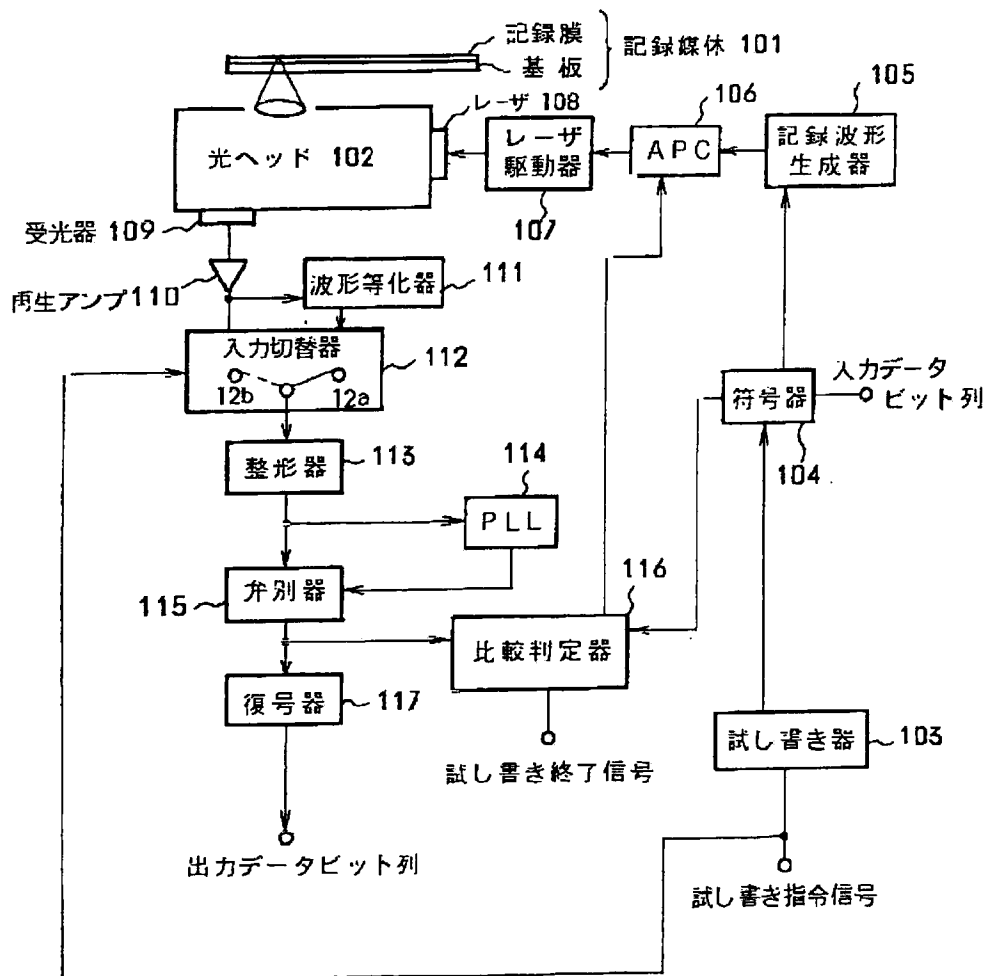 記録膜
基板
記録媒体 101
レーザ 108
光ヘッド 102
レーザ
駆動器
107
106
APC
105
記録波形
生成器
受光器 109
再生アンプ 110
波形等化器
111
入力切替器
12b
12a
112
整形器
113
114
PLL
符号器
104
入力データ
ビット列
弁別器
115
116
比較判定器
復号器
117
試し書き器
103
試し書き終了信号
出力データビット列
試し書き指令信号